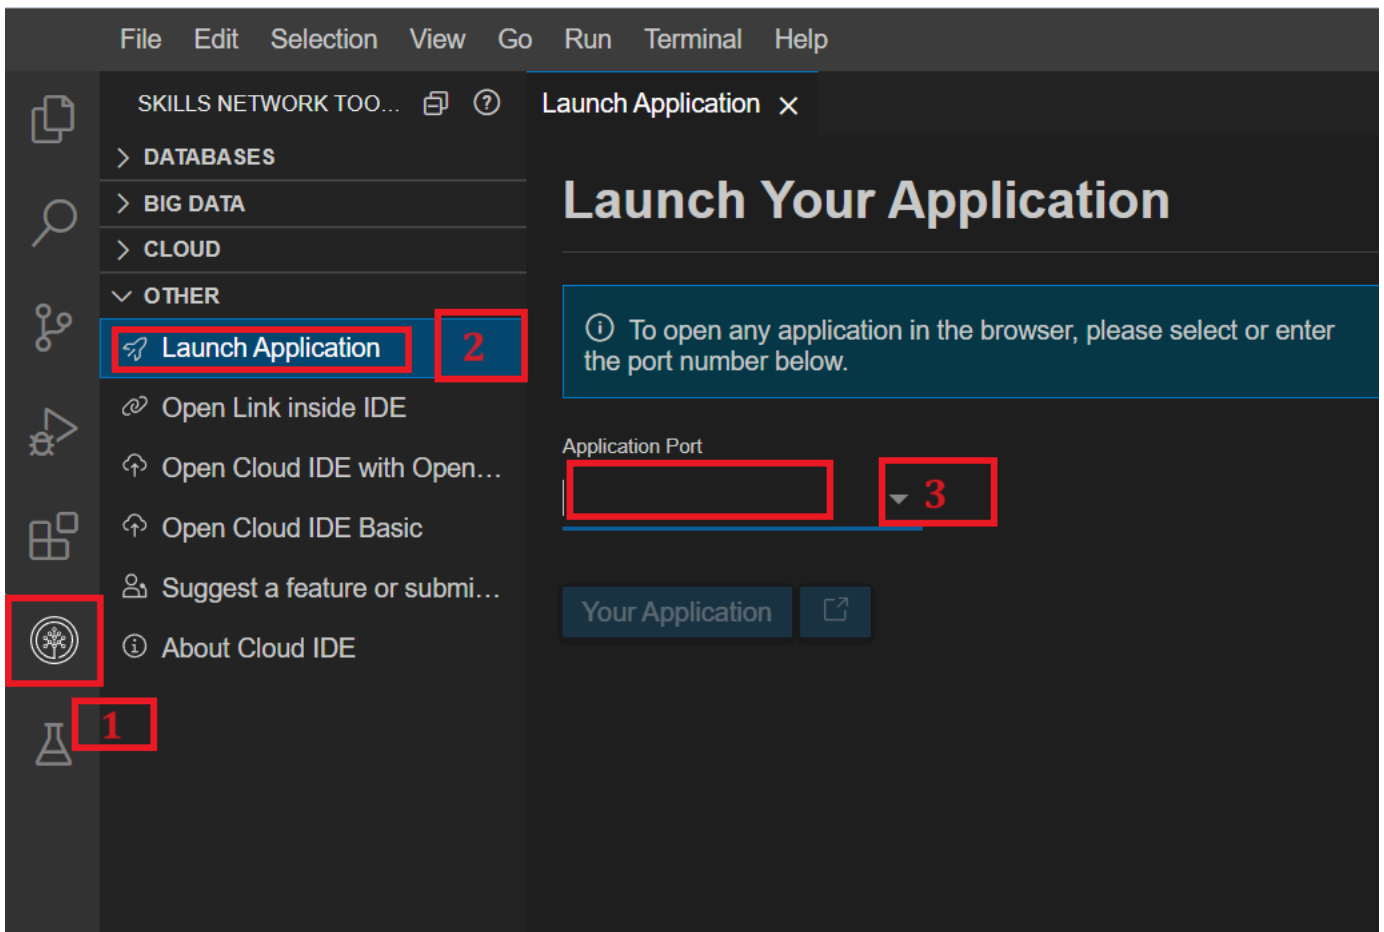 File Edit Selection View Go Run Terminal Help
SKILLS NETWORK TOO...
Launch Application
DATABASES
BIG DATA
CLOUD
OTHER
Launch Application
2
Open Link inside IDE
Open Cloud IDE with Open...
Open Cloud IDE Basic
Suggest a feature or submi...
About Cloud IDE
1
Launch Your Application
To open any application in the browser, please select or enter
the port number below.
Application Port
3
Your Application